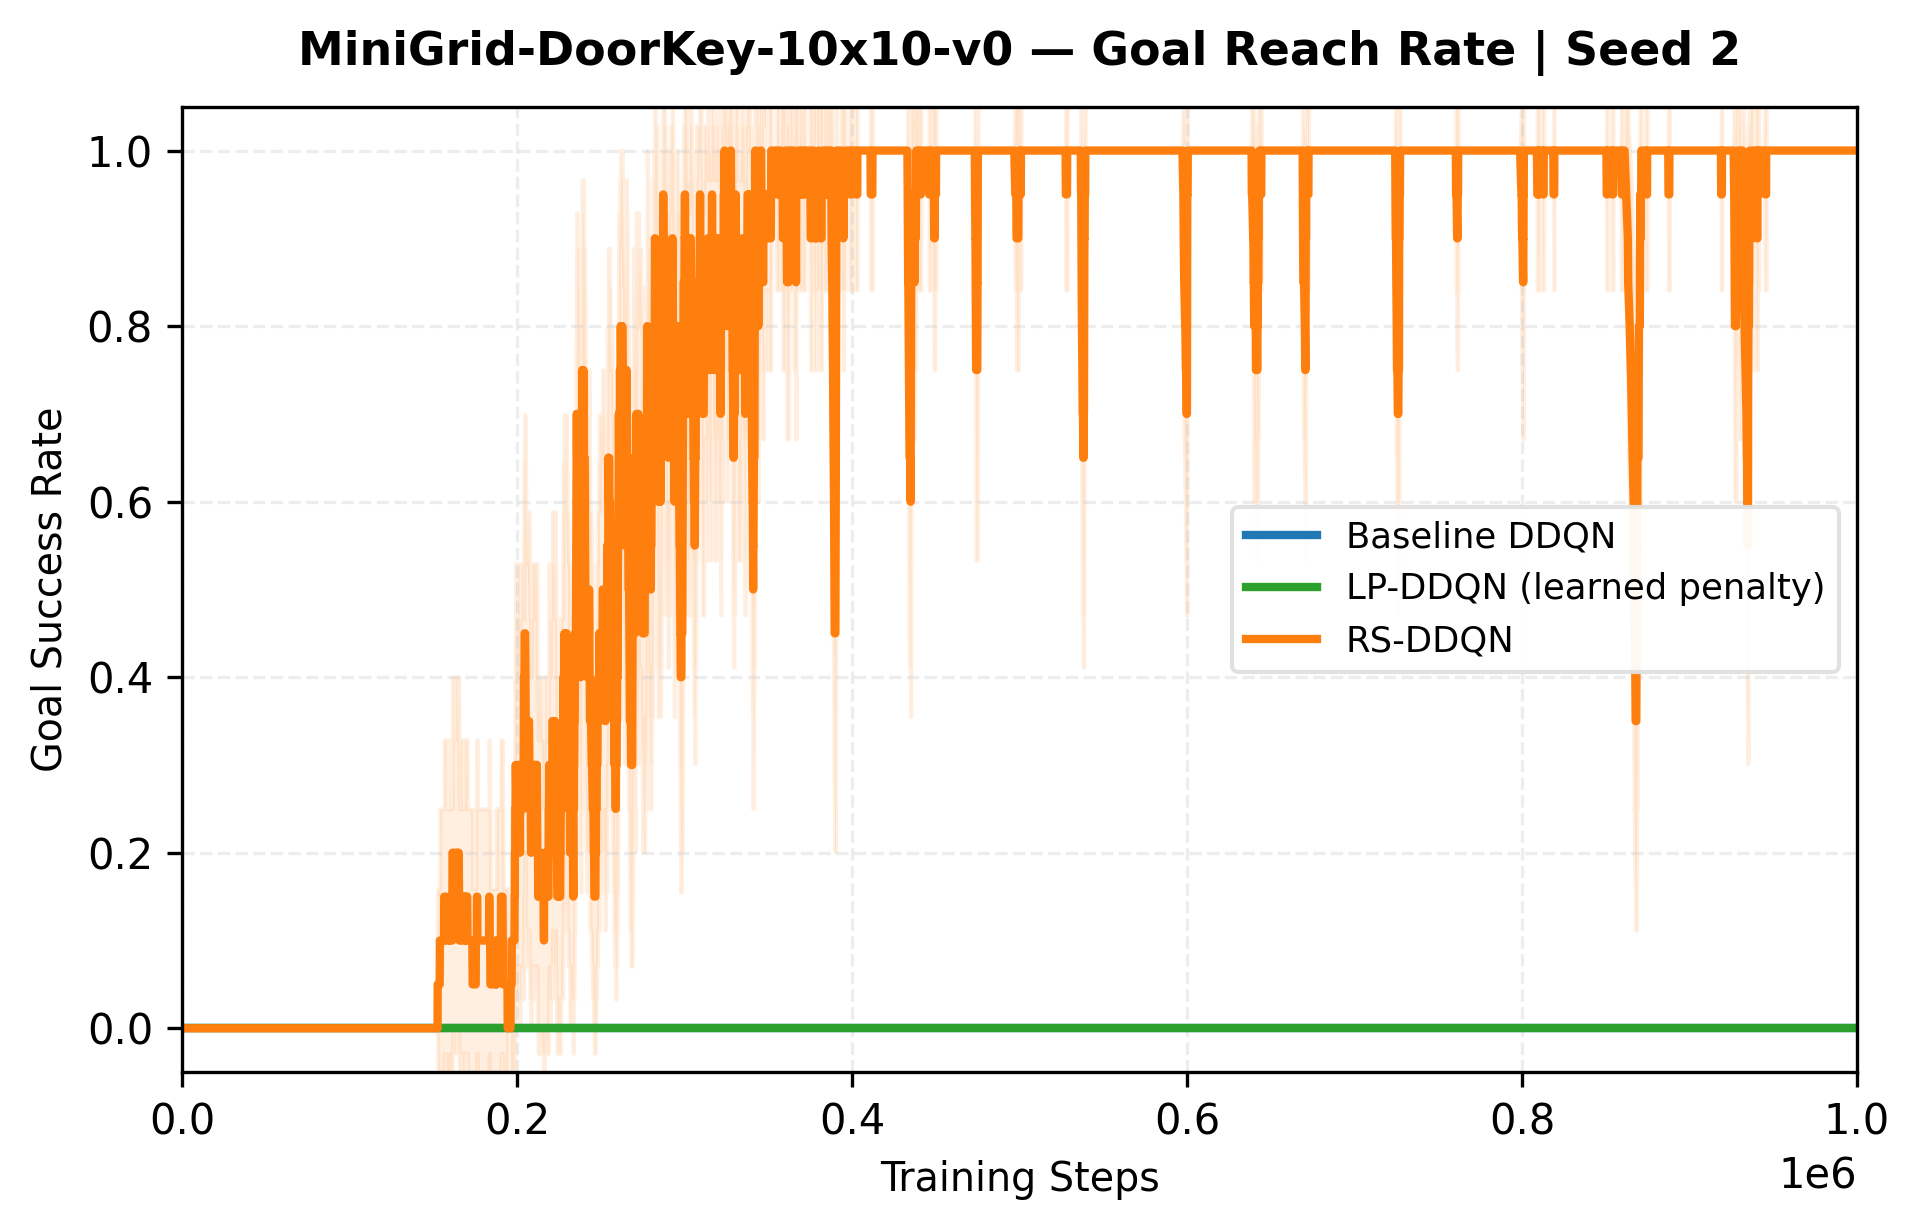 MiniGrid-DoorKey-10x10-v0 — Goal Reach Rate | Seed 2
Goal Success Rate
1.0
0.8
0.6
0.4
0.2
0.0
Baseline DDQN
LP-DDQN (learned penalty)
RS-DDQN
0.0 0.2 0.4 0.6 0.8 1.0
Training Steps
1e6